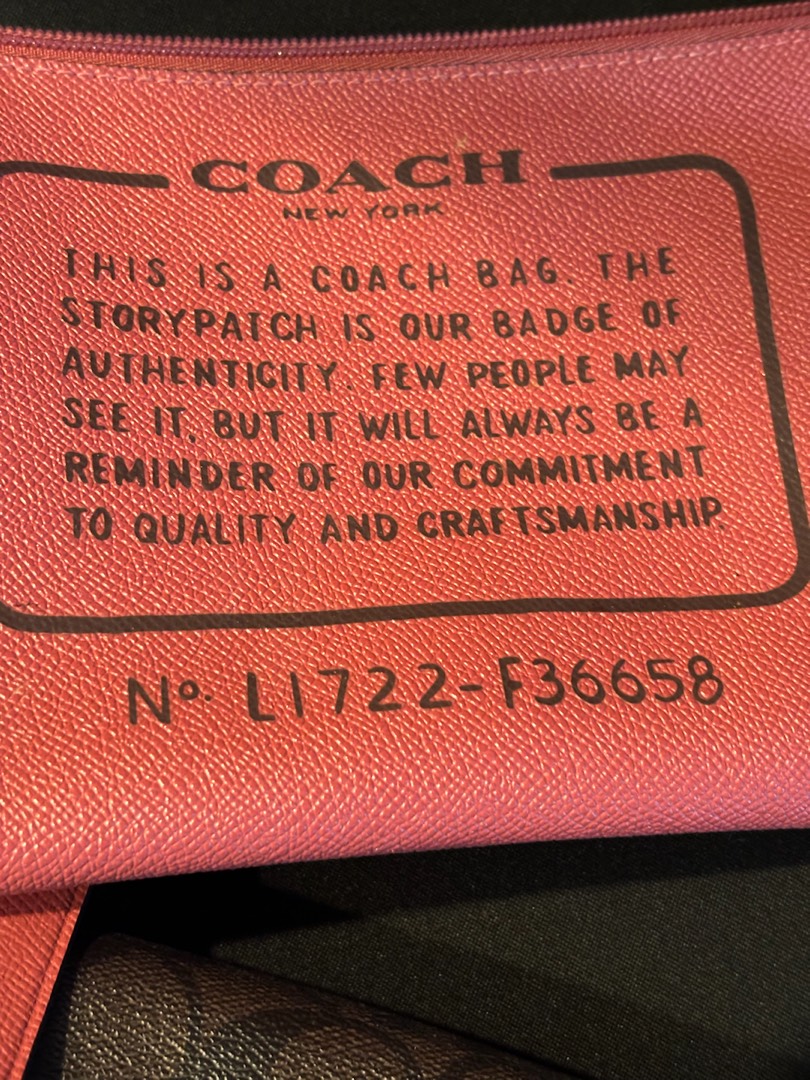 COACH
NEW YORK
THIS IS A COACH BAG. THE
STORYPATCH IS OUR BADGE OF
AUTHENTICITY. FEW PEOPLE MAY
SEE IT, BUT IT WILL ALWAYS BE A
REMINDER OF OUR COMMITMENT
TO QUALITY AND CRAFTSMANSHIP.
Nº. L1722-F36658